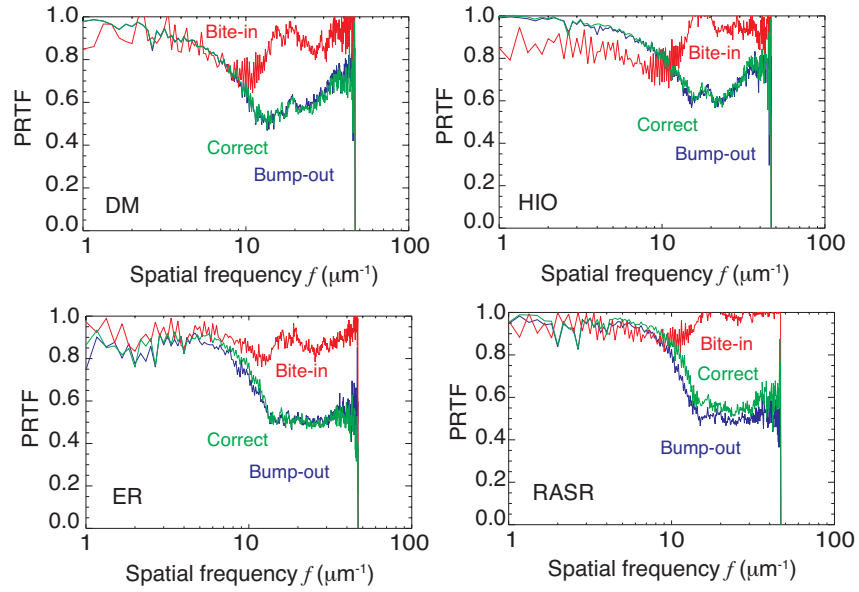 1.0
0.8
0.6
0.4
0.2
0.0
PRTF
Bite-in
Correct
Bump-out
DM
1 10 100
Spatial frequency f (μm⁻¹)
1.0
0.8
0.6
0.4
0.2
0.0
PRTF
Bite-in
Correct
Bump-out
HIO
1 10 100
Spatial frequency f (μm⁻¹)
1.0
0.8
0.6
0.4
0.2
0.0
PRTF
Bite-in
Correct
Bump-out
ER
1 10 100
Spatial frequency f (μm⁻¹)
1.0
0.8
0.6
0.4
0.2
0.0
PRTF
Bite-in
Correct
Bump-out
RASR
1 10 100
Spatial frequency f (μm⁻¹)